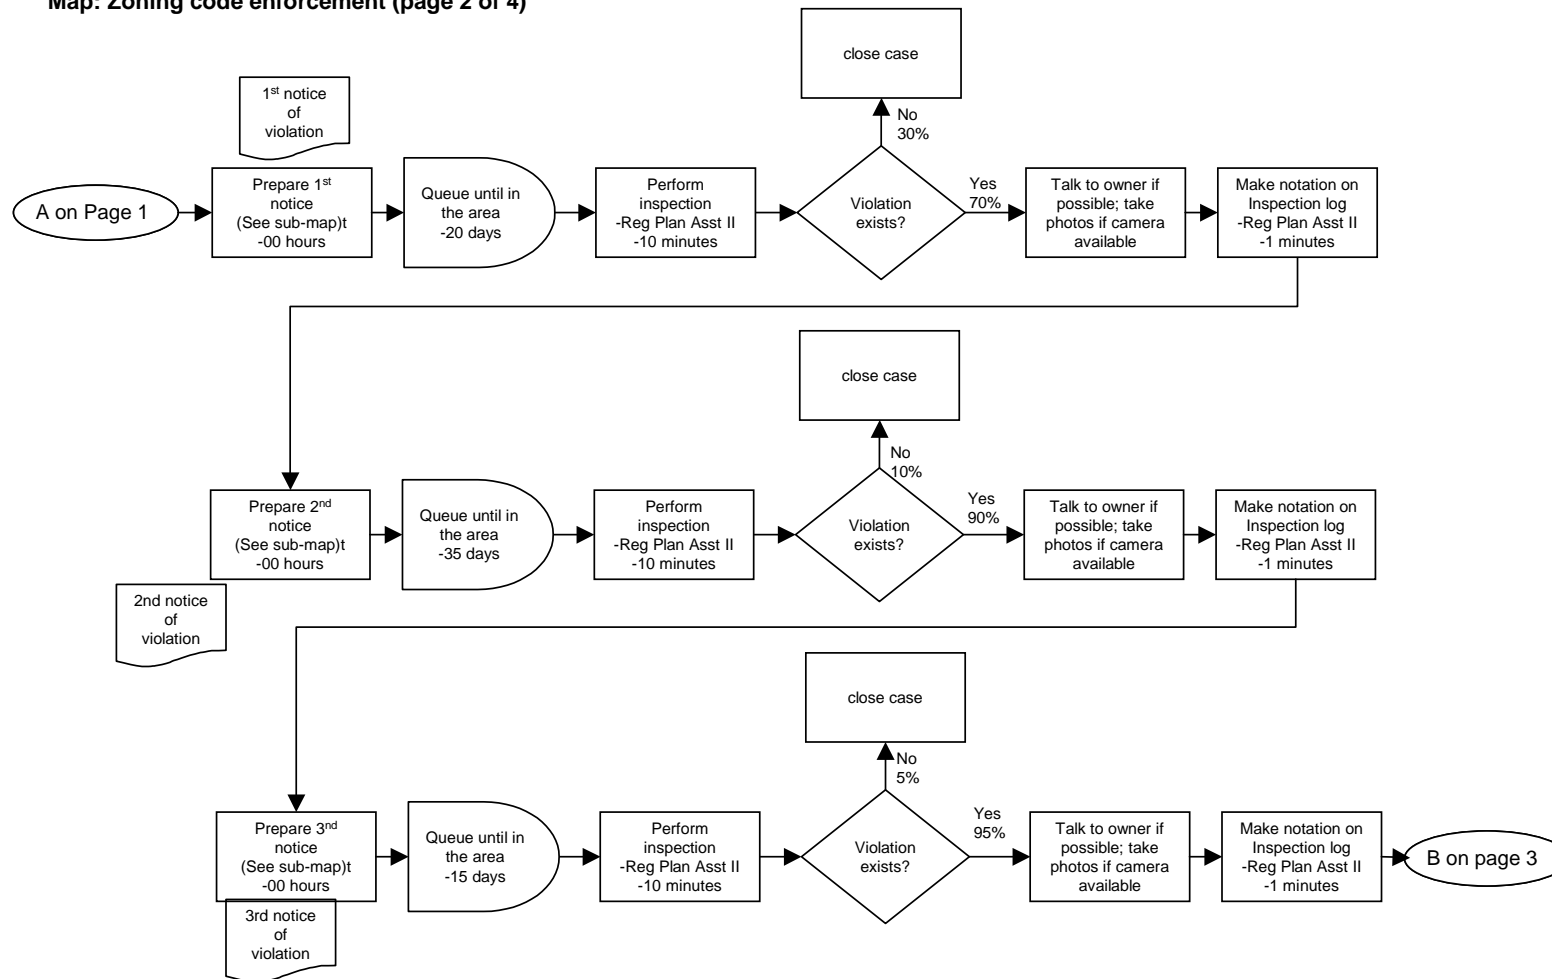 Map: Zoning code enforcement (page 2 of 4)
close case
No
30%
1st notice
of
violation
A on Page 1
Prepare 1st
notice
(See sub-map)t
-00 hours
Queue until in
the area
-20 days
Perform
inspection
-Reg Plan Asst II
-10 minutes
Violation
exists?
Yes
70%
Talk to owner if
possible; take
photos if camera
available
Make notation on
Inspection log
-Reg Plan Asst II
-1 minutes
close case
No
10%
Prepare 2nd
notice
(See sub-map)t
-00 hours
Queue until in
the area
-35 days
Perform
inspection
-Reg Plan Asst II
-10 minutes
Violation
exists?
Yes
90%
Talk to owner if
possible; take
photos if camera
available
Make notation on
Inspection log
-Reg Plan Asst II
-1 minutes
2nd notice
of
violation
close case
No
5%
Prepare 3nd
notice
(See sub-map)t
-00 hours
Queue until in
the area
-15 days
Perform
inspection
-Reg Plan Asst II
-10 minutes
Violation
exists?
Yes
95%
Talk to owner if
possible; take
photos if camera
available
Make notation on
Inspection log
-Reg Plan Asst II
-1 minutes
B on page 3
3rd notice
of
violation